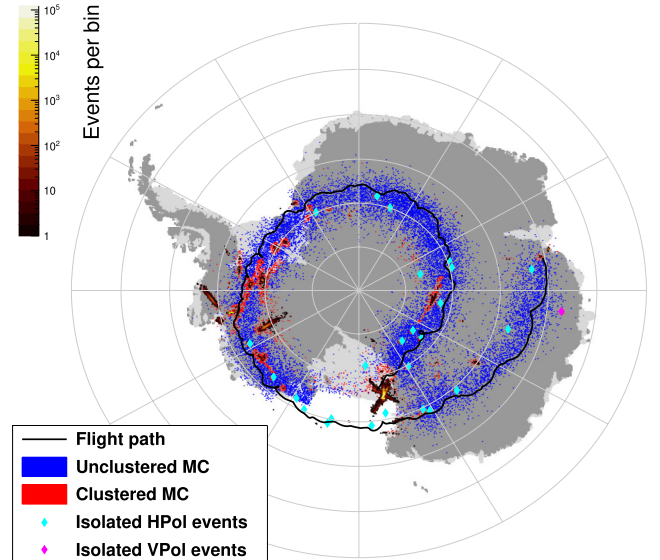 10⁵
10⁴
10³
10²
10
1
Events per bin
Flight path
Unclustered MC
Clustered MC
Isolated HPol events
Isolated VPol events